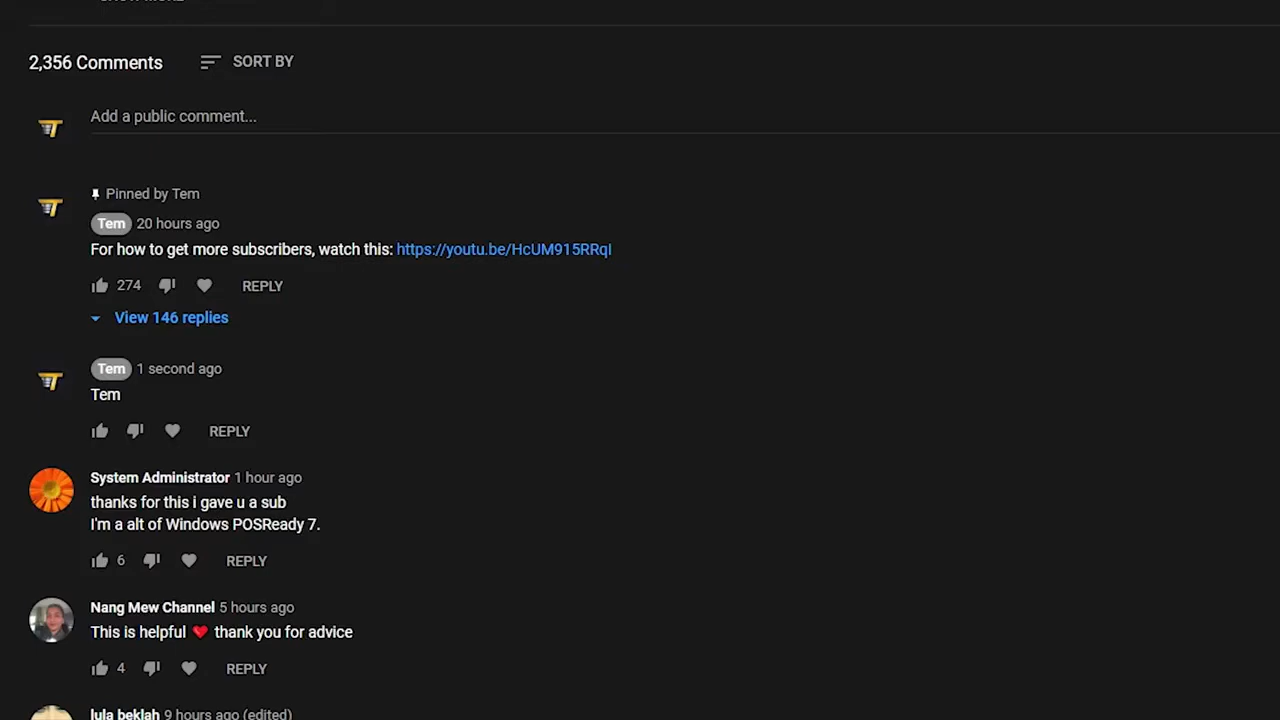 SHOW MORE
2,356 Comments SORT BY
Add a public comment...
Pinned by Tem
Tem 20 hours ago
For how to get more subscribers, watch this: https://youtu.be/HcUM915RRqI
274 REPLY
View 146 replies
Tem 1 second ago
Tem
REPLY
System Administrator 1 hour ago
thanks for this i gave u a sub
I'm a alt of Windows POSReady 7.
6 REPLY
Nang Mew Channel 5 hours ago
This is helpful ❤ thank you for advice
4 REPLY
lula beklah 9 hours ago (edited)